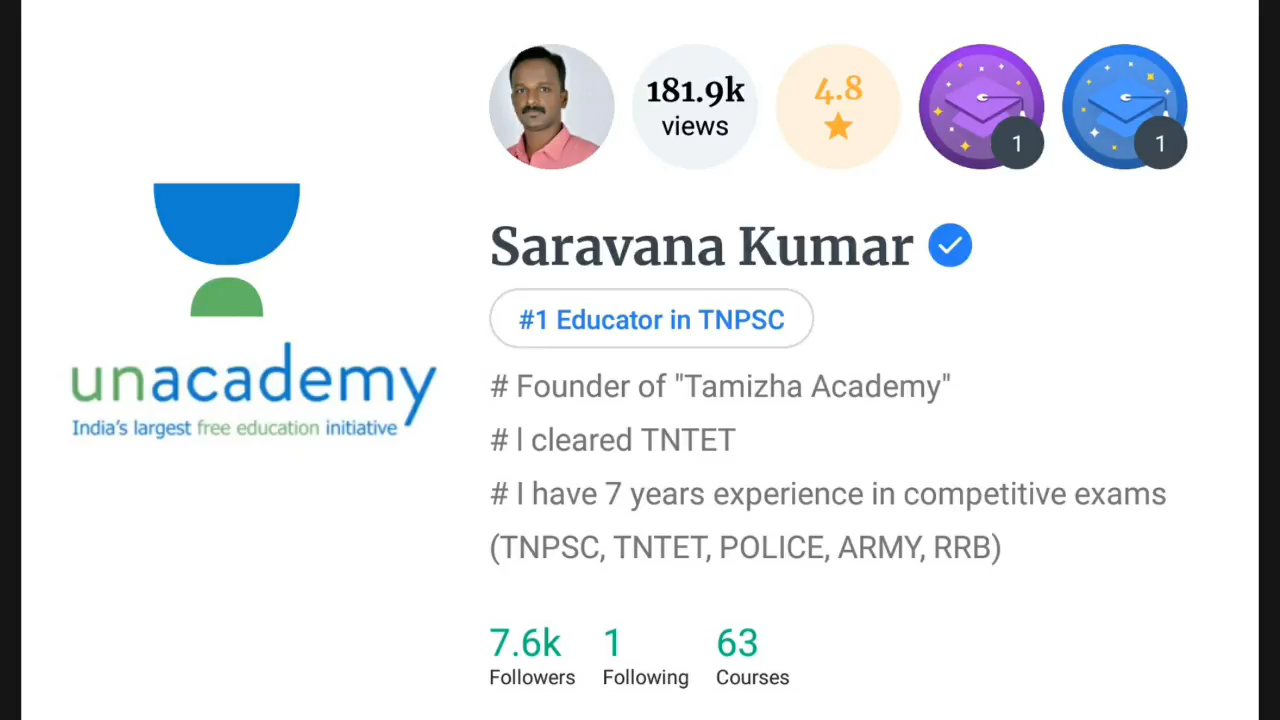 181.9k
views
4.8
1
1
Saravana Kumar
#1 Educator in TNPSC
# Founder of "Tamizha Academy"
# I cleared TNTET
# I have 7 years experience in competitive exams
(TNPSC, TNTET, POLICE, ARMY, RRB)
7.6k 1 63
Followers Following Courses
unacademy
India's largest free education initiative